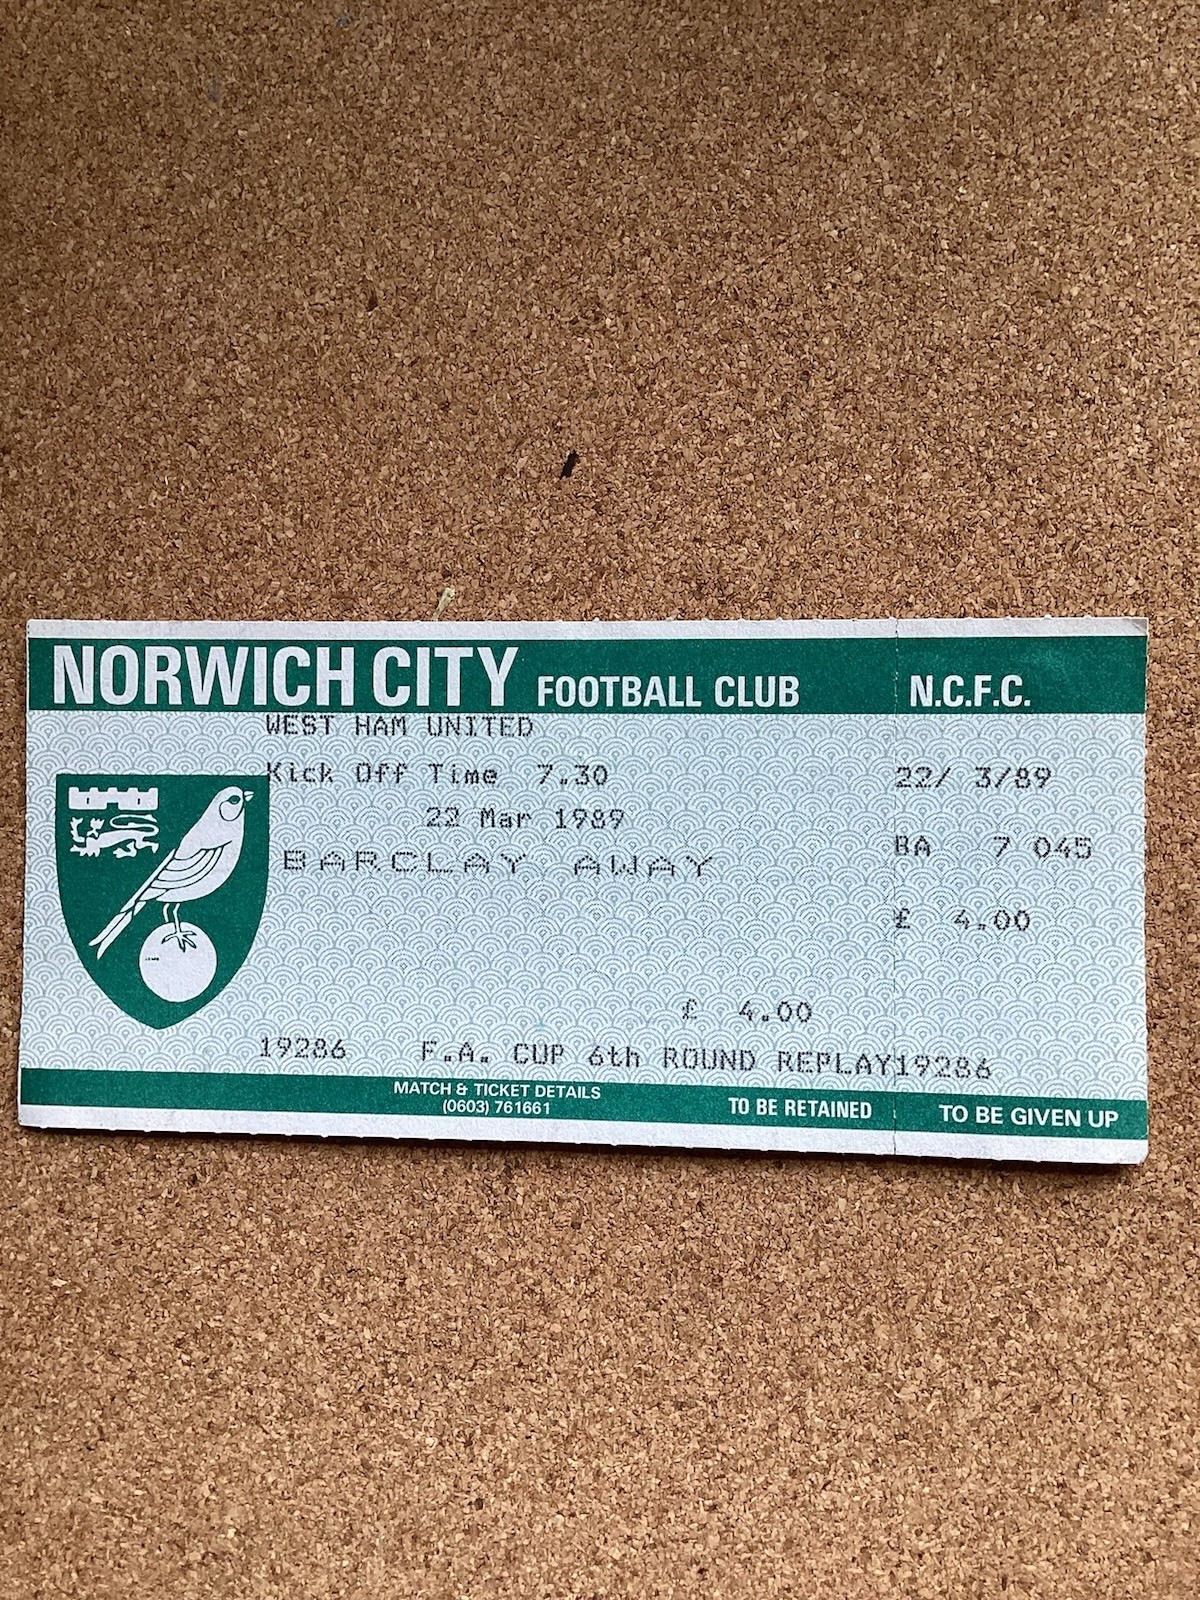 NORWICH CITY FOOTBALL CLUB
WEST HAM UNITED
Kick Off Time 7.30
22 Mar 1989
BARCLAY AWAY
£ 4.00
19286 F.A. CUP 6th ROUND REPLAY
MATCH & TICKET DETAILS
(0603) 761661
TO BE RETAINED
N.C.F.C.
22/ 3/89
BA 7 045
£ 4.00
19286
TO BE GIVEN UP